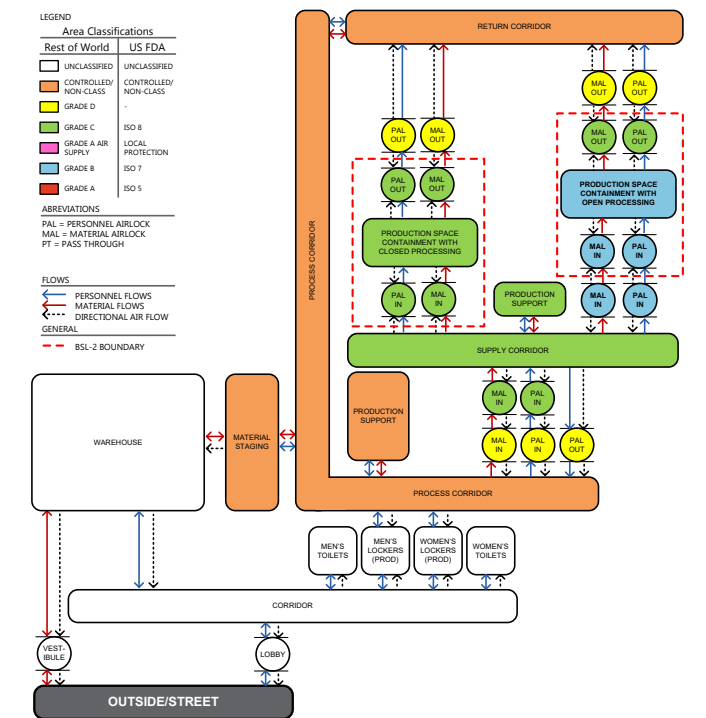 LEGEND
Area Classifications
Rest of World
US FDA
UNCLASSIFIED
UNCLASSIFIED
CONTROLLED/
NON-CLASS
CONTROLLED/
NON-CLASS
GRADE D
-
GRADE C
ISO 8
GRADE A AIR
SUPPLY
LOCAL
PROTECTION
GRADE B
ISO 7
GRADE A
ISO 5
ABREVIATIONS
PAL = PERSONNEL AIRLOCK
MAL = MATERIAL AIRLOCK
PT = PASS THROUGH
FLOWS
PERSONNEL FLOWS
MATERIAL FLOWS
DIRECTIONAL AIR FLOW
GENERAL
BSL-2 BOUNDARY
RETURN CORRIDOR
PROCESS CORRIDOR
PAL
OUT
MAL
OUT
PAL
OUT
MAL
OUT
PRODUCTION SPACE
CONTAINMENT WITH
CLOSED PROCESSING
PAL
IN
MAL
IN
MAL
OUT
PAL
OUT
MAL
OUT
PAL
OUT
PRODUCTION SPACE
CONTAINMENT WITH
OPEN PROCESSING
MAL
IN
PAL
IN
MAL
IN
PAL
IN
PRODUCTION
SUPPORT
SUPPLY CORRIDOR
MAL
IN
PAL
IN
MAL
IN
PAL
IN
PAL
OUT
PRODUCTION
SUPPORT
WAREHOUSE
MATERIAL
STAGING
PROCESS CORRIDOR
MEN'S
TOILETS
MEN'S
LOCKERS
(PROD)
WOMEN'S
LOCKERS
(PROD)
WOMEN'S
TOILETS
CORRIDOR
VEST-
IBULE
LOBBY
OUTSIDE/STREET